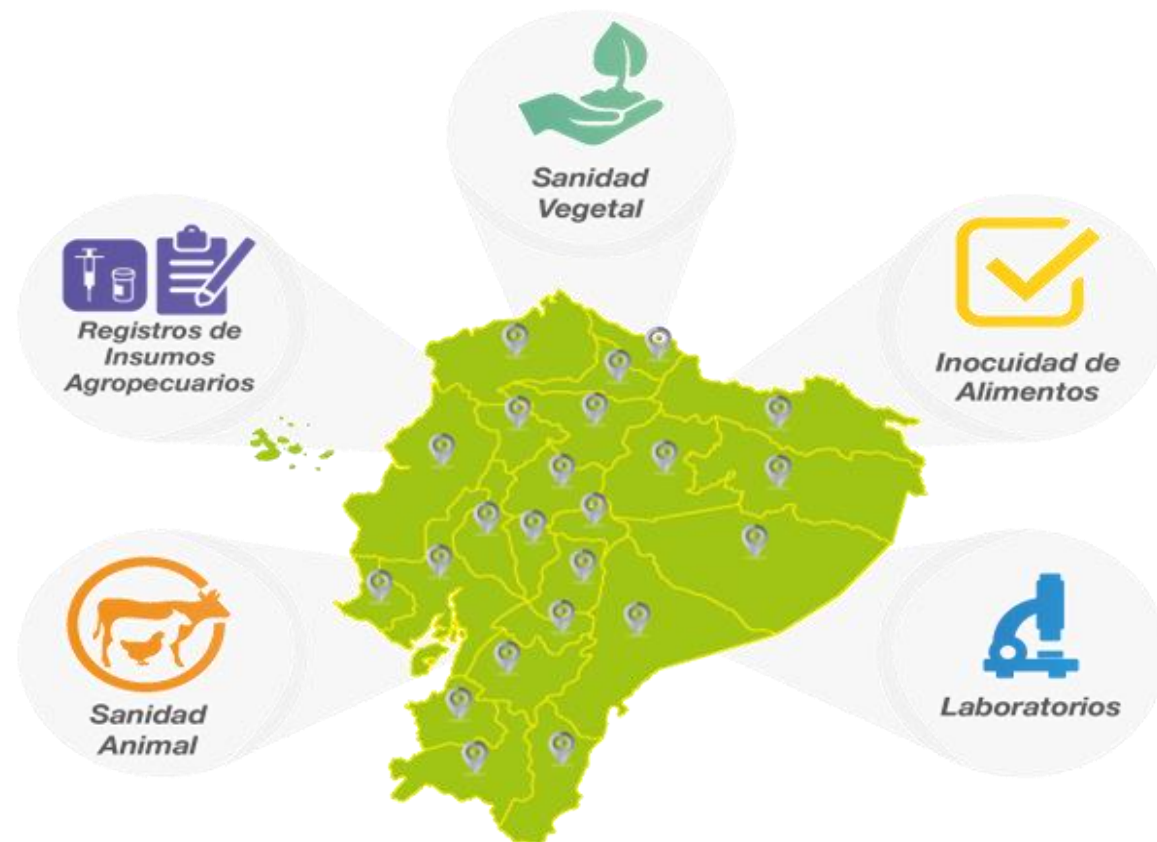 Sanidad
Vegetal
Registros de
Insumos
Agropecuarios
Inocuidad de
Alimentos
Sanidad
Animal
Laboratorios